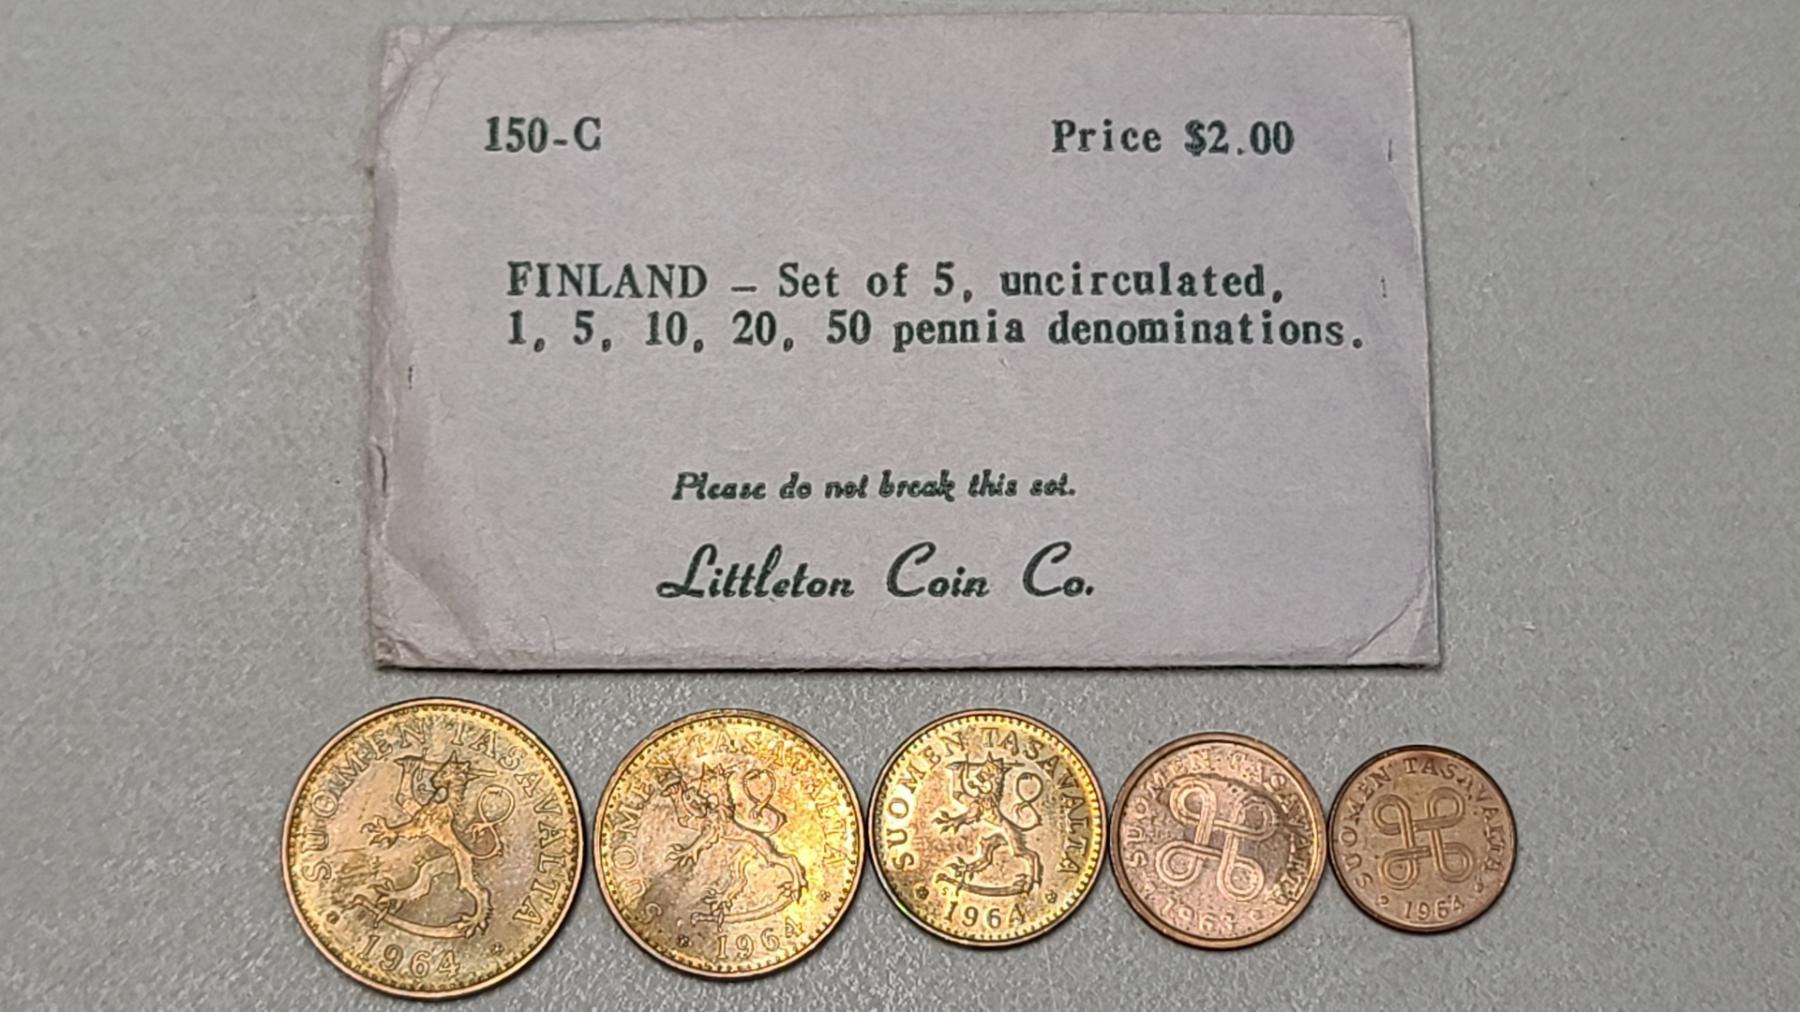 150-C
Price $2.00
FINLAND – Set of 5, uncirculated,
1, 5, 10, 20, 50 pennia denominations.
Please do not break this set.
Littleton Coin Co.
SUOMEN TASAVALTA
1964
SUOMEN TASAVALTA
S
1964
SUOMEN TASAVALTA
S
1964
SUOMEN TASAVALTA
1963
SUOMEN TASAVALTA
1964